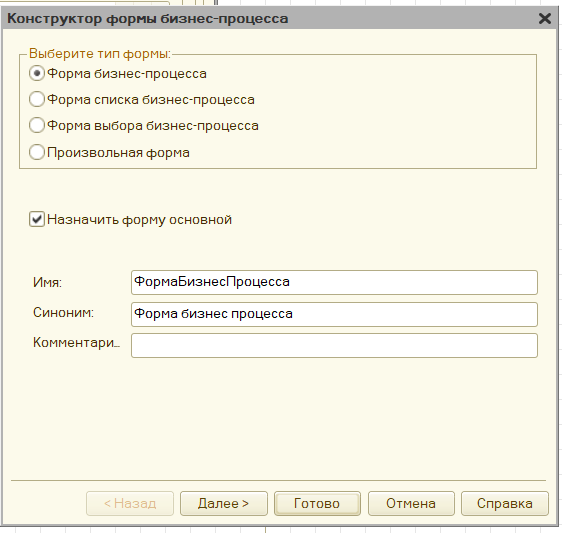 Конструктор формы бизнес-процесса
Выберите тип формы:
Форма бизнес-процесса
Форма списка бизнес-процесса
Форма выбора бизнес-процесса
Произвольная форма
Назначить форму основной
Имя: ФормаБизнесПроцесса
Синоним: Форма бизнес процесса
Комментари...
< Назад Далее > Готово Отмена Справка